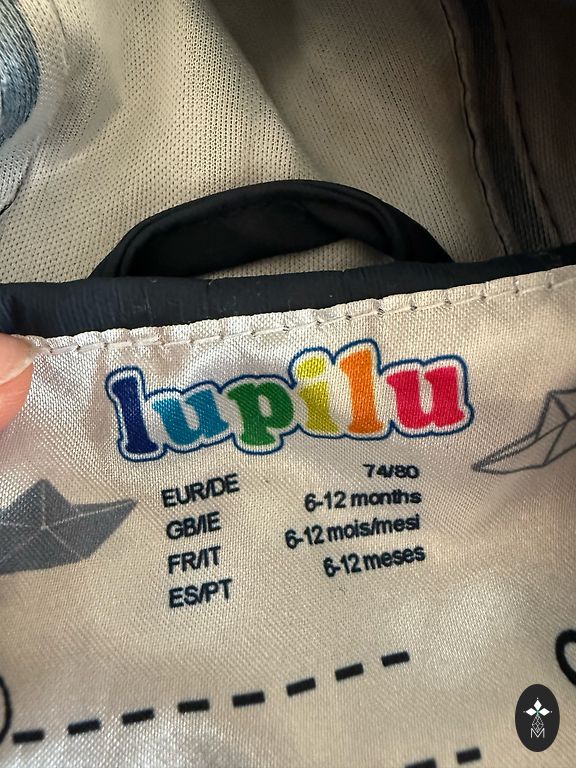 lupilu
EUR/DE 74/80
GB/IE 6-12 months
FR/IT 6-12 mois/mesi
ES/PT 6-12 meses
M